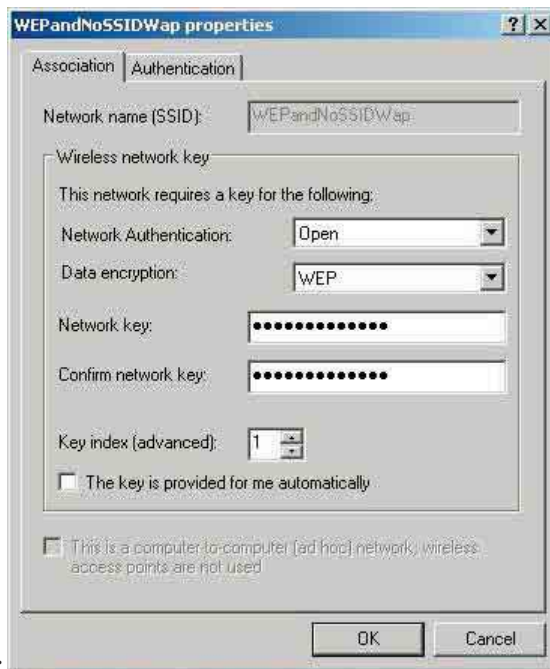 WEPandNoSSIDWap properties
Association Authentication
Network name (SSID): WEPandNoSSIDWap
Wireless network key
This network requires a key for the following:
Network Authentication: Open
Data encryption: WEP
Network key: •••••••••••••
Confirm network key: •••••••••••••
Key index (advanced): 1
The key is provided for me automatically
This is a computer-to-computer (ad hoc) network; wireless
access points are not used
OK Cancel